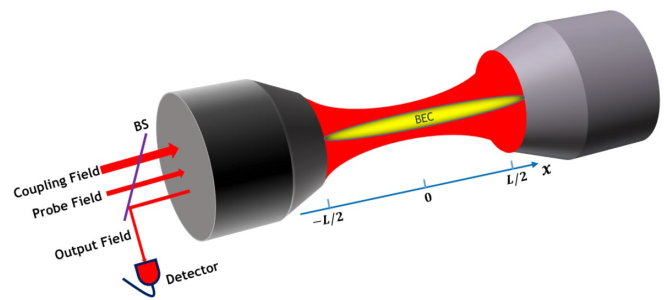 BS
BEC
Coupling Field
Probe Field
Output Field
Detector
−L/2
0
L/2
x